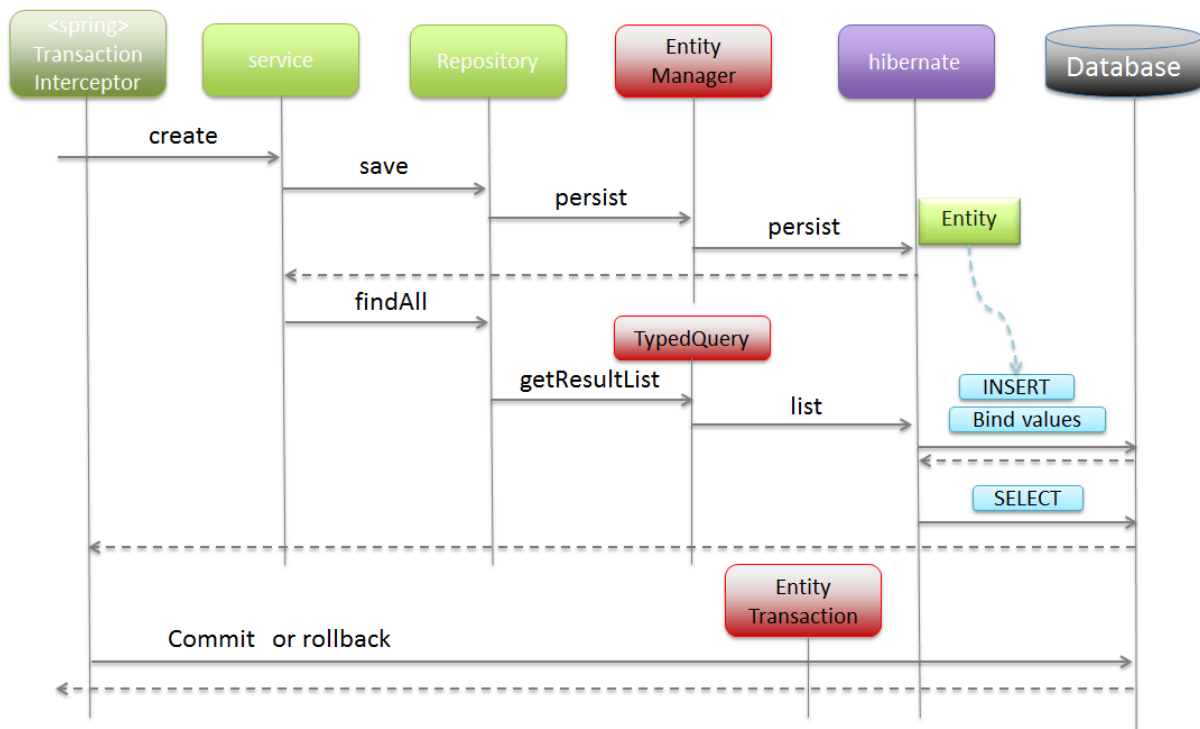 <spring>
Transaction
Interceptor
service
Repository
Entity
Manager
hibernate
Database
create
save
persist
persist
Entity
findAll
TypedQuery
getResultList
list
INSERT
Bind values
SELECT
Entity
Transaction
Commit or rollback